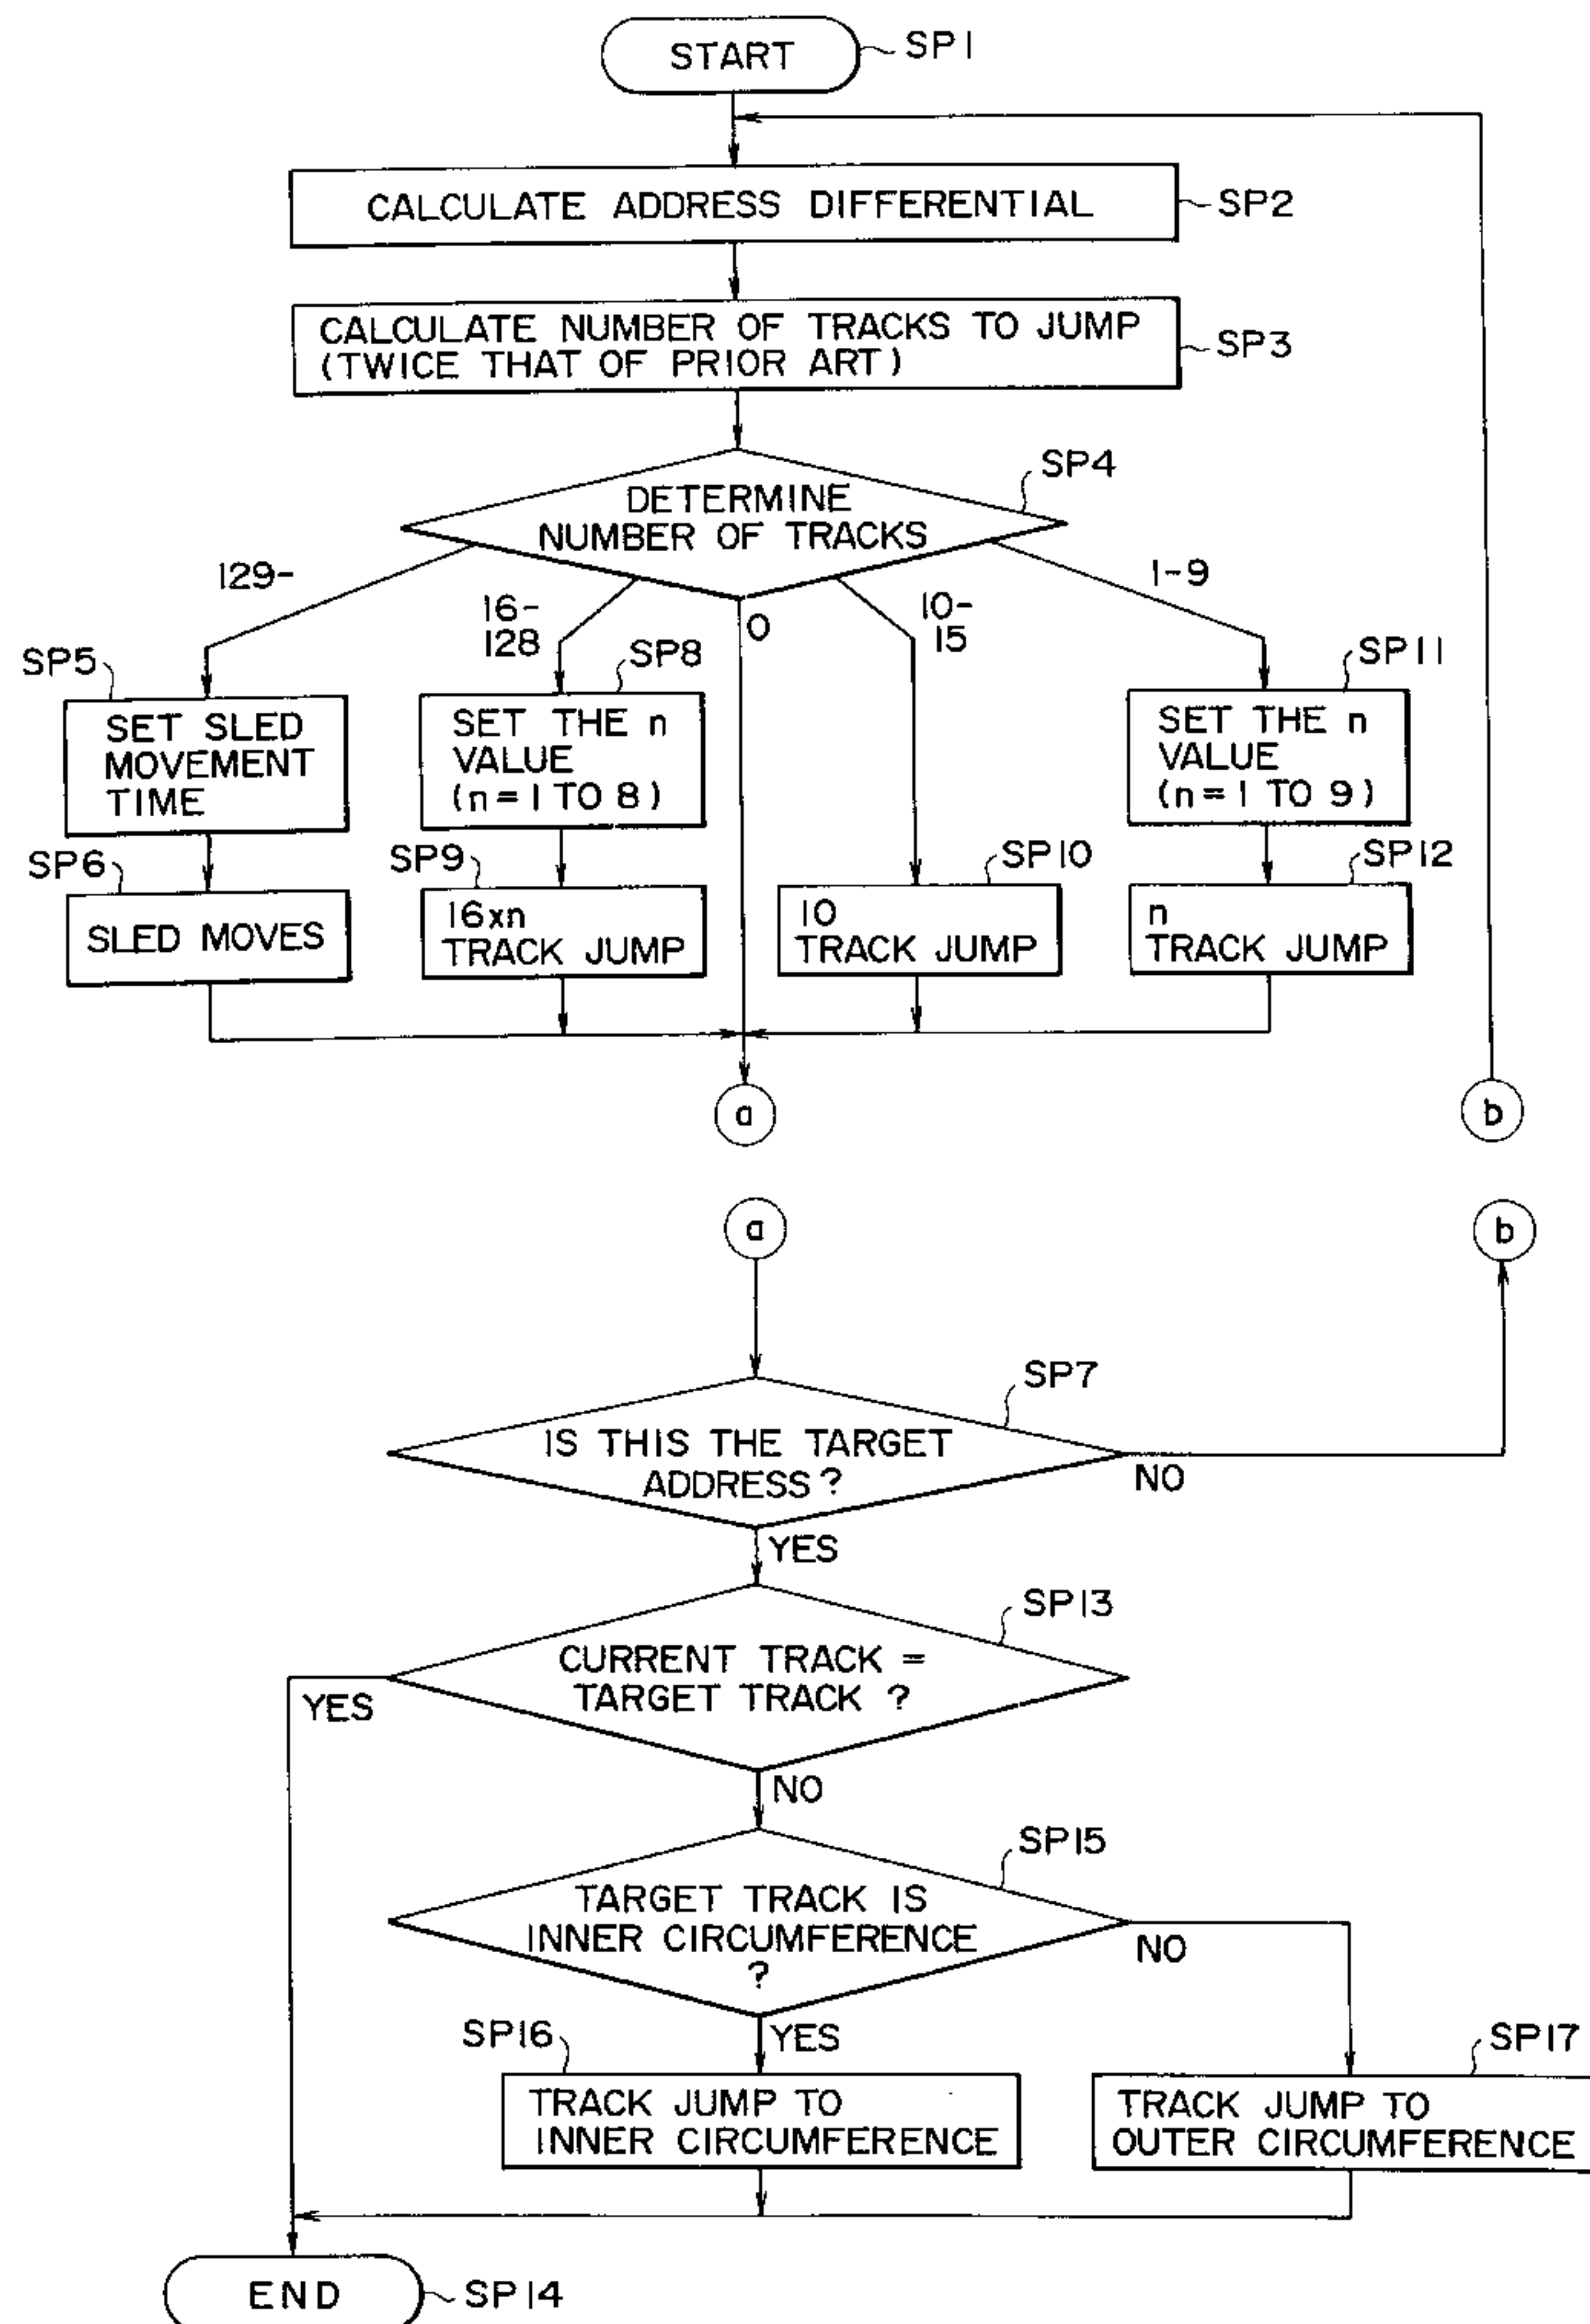 START
SP1
CALCULATE ADDRESS DIFFERENTIAL
SP2
CALCULATE NUMBER OF TRACKS TO JUMP
(TWICE THAT OF PRIOR ART)
SP3
SP4
DETERMINE
NUMBER OF TRACKS
129-
16-
128
0
10-
15
1-9
SP5
SET SLED
MOVEMENT
TIME
SP8
SET THE n
VALUE
(n=1 TO 8)
SP11
SET THE n
VALUE
(n=1 TO 9)
SP6
SLED MOVES
SP9
16xn
TRACK JUMP
SP10
10
TRACK JUMP
SP12
n
TRACK JUMP
a
b
a
b
SP7
IS THIS THE TARGET
ADDRESS?
NO
YES
SP13
CURRENT TRACK =
TARGET TRACK ?
YES
NO
SP15
TARGET TRACK IS
INNER CIRCUMFERENCE
?
NO
YES
SP16
TRACK JUMP TO
INNER CIRCUMFERENCE
SP17
TRACK JUMP TO
OUTER CIRCUMFERENCE
END
SP14